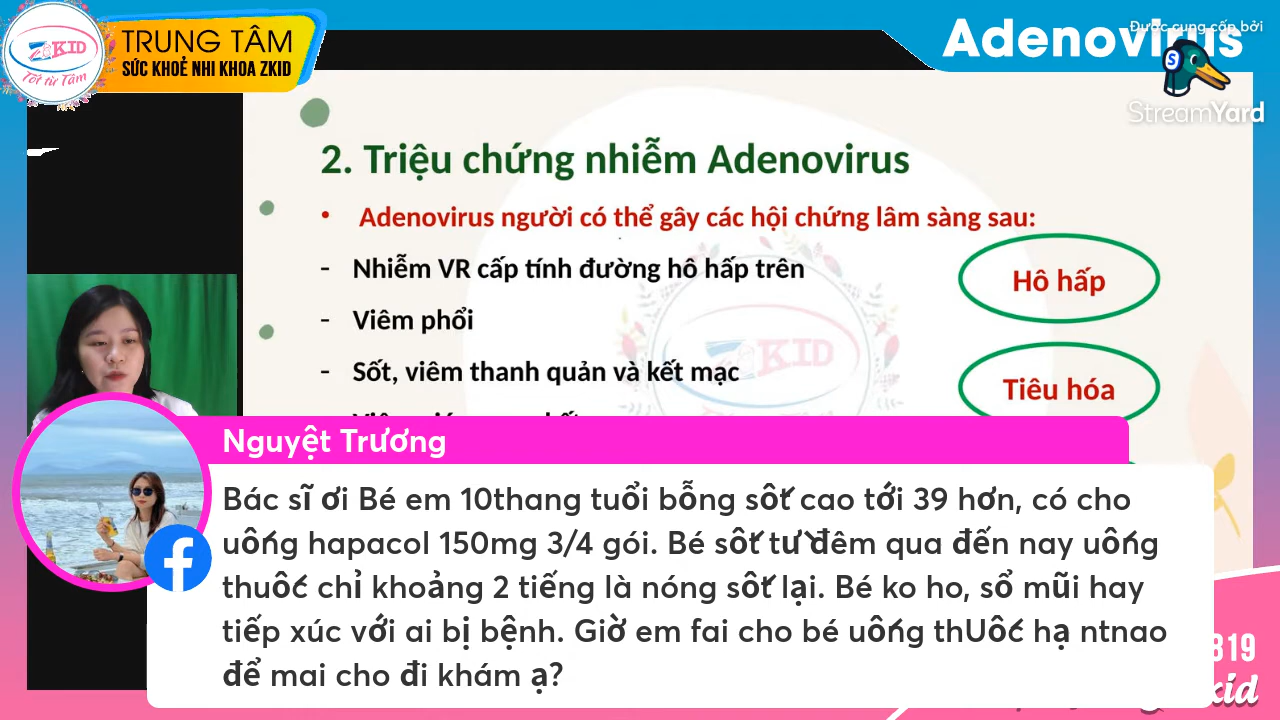 ZKID
Tốt từ Tâm
TRUNG TÂM
SỨC KHOẺ NHI KHOA ZKID
Adenovirus
Được cung cấp bởi
StreamYard
2. Triệu chứng nhiễm Adenovirus
• Adenovirus người có thể gây các hội chứng lâm sàng sau:
- Nhiễm VR cấp tính đường hô hấp trên
- Viêm phổi
- Sốt, viêm thanh quản và kết mạc
Hô hấp
Tiêu hóa
ZKID
Nguyệt Trương
Bác sĩ ơi Bé em 10thang tuổi bỗng sốt cao tới 39 hơn, có cho
uống hapacol 150mg 3/4 gói. Bé sốt từ đêm qua đến nay uống
thuốc chỉ khoảng 2 tiếng là nóng sốt lại. Bé ko ho, sổ mũi hay
tiếp xúc với ai bị bệnh. Giờ em fai cho bé uống thUốc hạ ntnao
để mai cho đi khám ạ?
819
kid